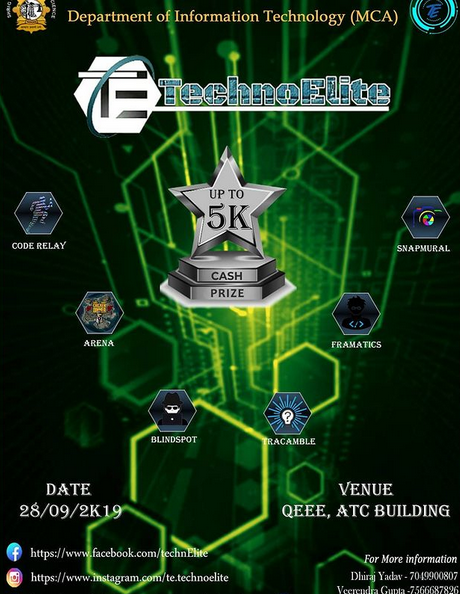 Department of Information Technology (MCA)
TE
TechnoElite
UP TO
5K
CASH
PRIZE
CODE RELAY
SNAPMURAL
ARENA
FRAMATICS
</>
BLINDSPOT
TRACAMBLE
DATE
28/09/2K19
VENUE
QEEE, ATC BUILDING
https://www.facebook.com/technElite
https://www.instagram.com/te.technoelite
For More information
Dhiraj Yadav - 7049900807
Veerendra Gupta -7566687826